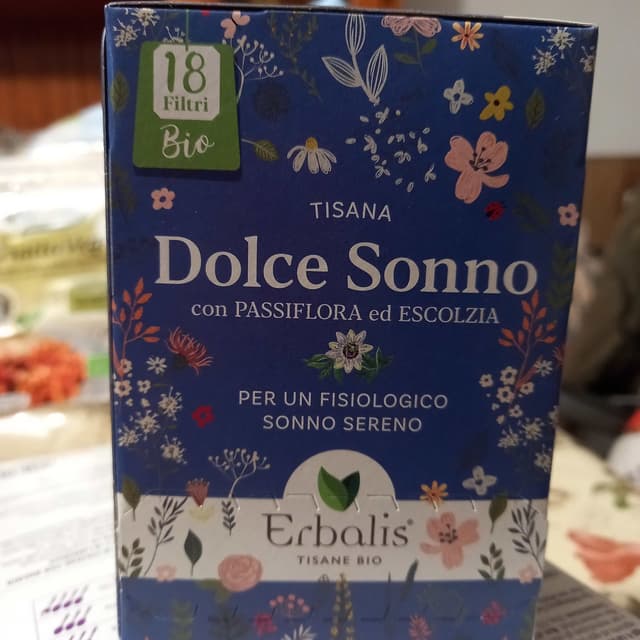 18
Filtri
Bio
TISANA
Dolce Sonno
con PASSIFLORA ed ESCOLZIA
PER UN FISIOLOGICO
SONNO SERENO
Erbalis®
TISANE BIO